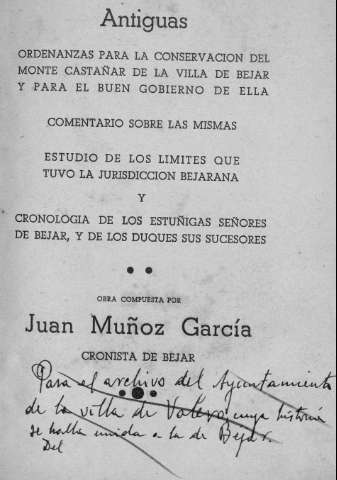 Antiguas
ORDENANZAS PARA LA CONSERVACION DEL
MONTE CASTAÑAR DE LA VILLA DE BEJAR
Y PARA EL BUEN GOBIERNO DE ELLA
COMENTARIO SOBRE LAS MISMAS
ESTUDIO DE LOS LIMITES QUE
TUVO LA JURISDICCION BEJARANA
Y
CRONOLOGIA DE LOS ESTUÑIGAS SEÑORES
DE BEJAR, Y DE LOS DUQUES SUS SUCESORES
OBRA COMPUESTA POR
Juan Muñoz García
CRONISTA DE BEJAR
Para el archivo del Ayuntamiento
de la villa de Valero cuya historia
se halla unida a la de Bejar.
Del